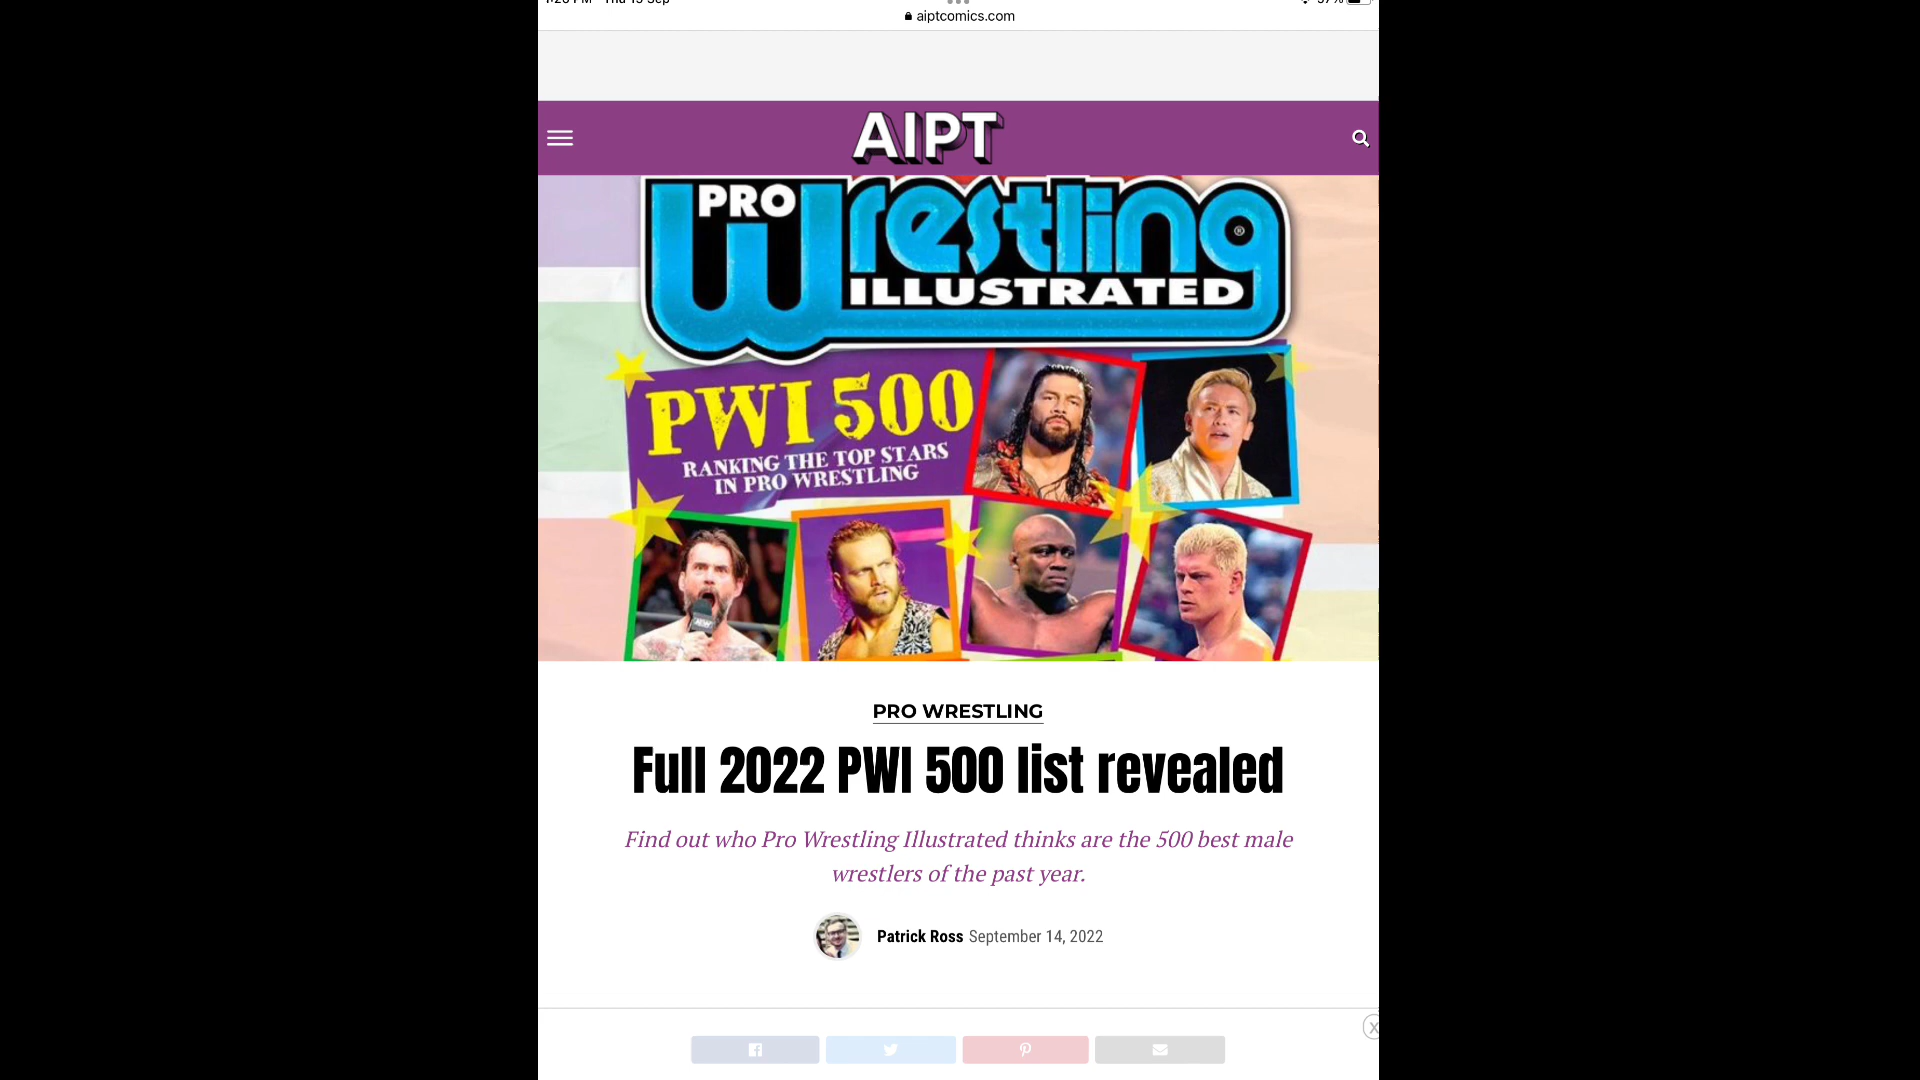 aiptcomics.com
AIPT
PRO
Wrestling
®
ILLUSTRATED
PWI 500
RANKING THE TOP STARS
IN PRO WRESTLING
AEW
PRO WRESTLING
Full 2022 PWI 500 list revealed
Find out who Pro Wrestling Illustrated thinks are the 500 best male
wrestlers of the past year.
Patrick Ross September 14, 2022
X